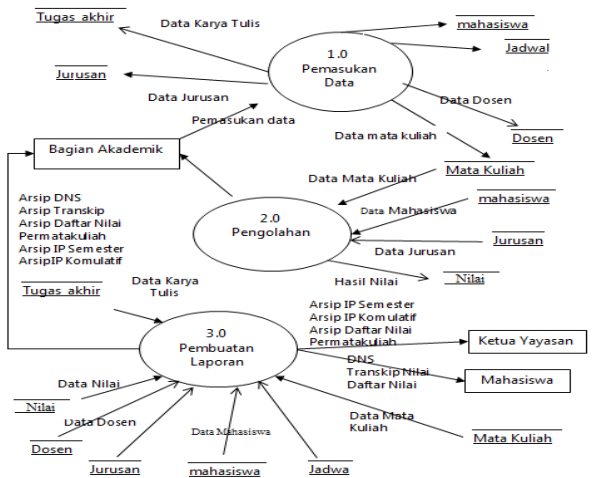 Tugas akhir
Data Karya Tulis
mahasiswa
Jadwal
1.0
Pemasukan
Data
Jurusan
Data Jurusan
Data Dosen
Pemasukan data
Dosen
Data mata kuliah
Bagian Akademik
Mata Kuliah
Data Mata Kuliah
mahasiswa
Arsip DNS
Arsip Transkip
Arsip Daftar Nilai
Permatakuliah
Arsip IP Semester
ArsipIP Komulatif
2.0
Pengolahan
Data Mahasiswa
Jurusan
Data Jurusan
Hasil Nilai
Nilai
Tugas akhir
Data Karya
Tulis
Arsip IP Semester
Arsip IP Komulatif
Arsip Daftar Nilai
Permatakuliah
3.0
Pembuatan
Laporan
Ketua Yayasan
DNS
Transkip Nilai
Daftar Nilai
Mahasiswa
Data Nilai
Nilai
Data Dosen
Dosen
Jurusan
Data Mahasiswa
mahasiswa
Jadwa
Data Mata
Kuliah
Mata Kuliah